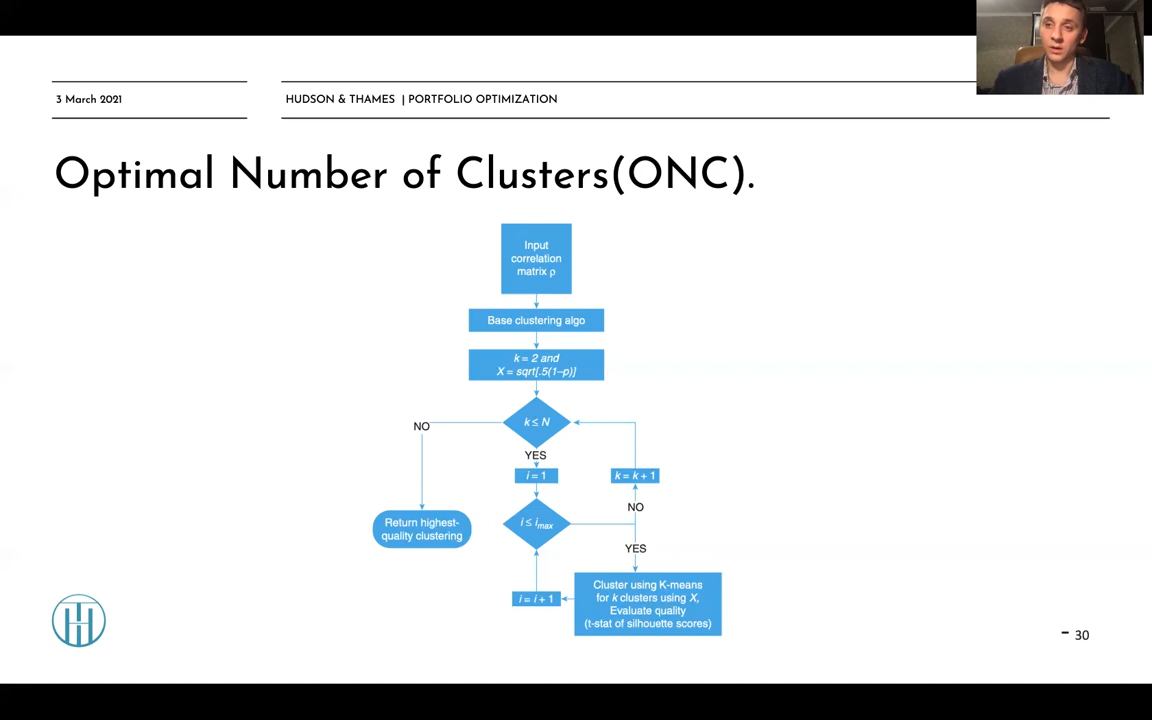 3 March 2021
HUDSON & THAMES | PORTFOLIO OPTIMIZATION
Optimal Number of Clusters(ONC).
Input
correlation
matrix ρ
Base clustering algo
k = 2 and
X = sqrt[.5(1–ρ)]
k ≤ N
NO
YES
i = 1
k = k + 1
NO
i ≤ imax
Return highest-
quality clustering
YES
Cluster using K-means
for k clusters using X,
Evaluate quality
(t-stat of silhouette scores)
i = i + 1
- 30